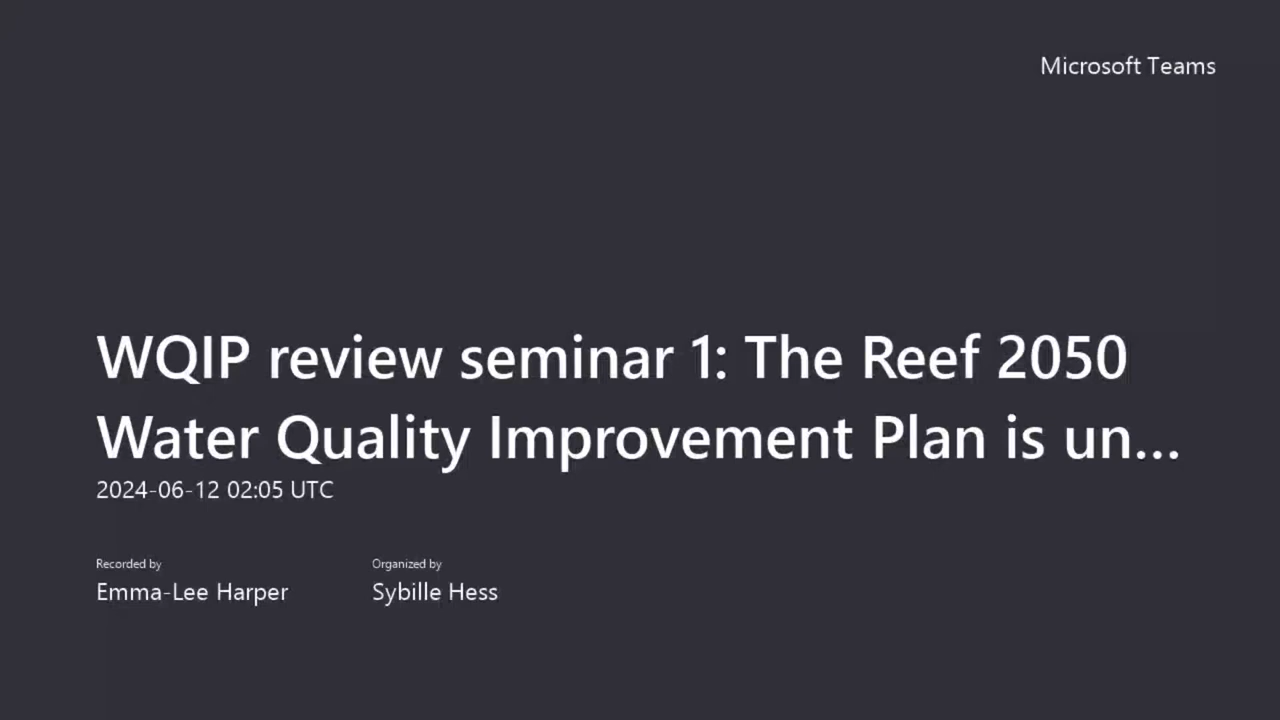 Microsoft Teams
WQIP review seminar 1: The Reef 2050
Water Quality Improvement Plan is un...
2024-06-12 02:05 UTC
Recorded by
Organized by
Emma-Lee Harper
Sybille Hess